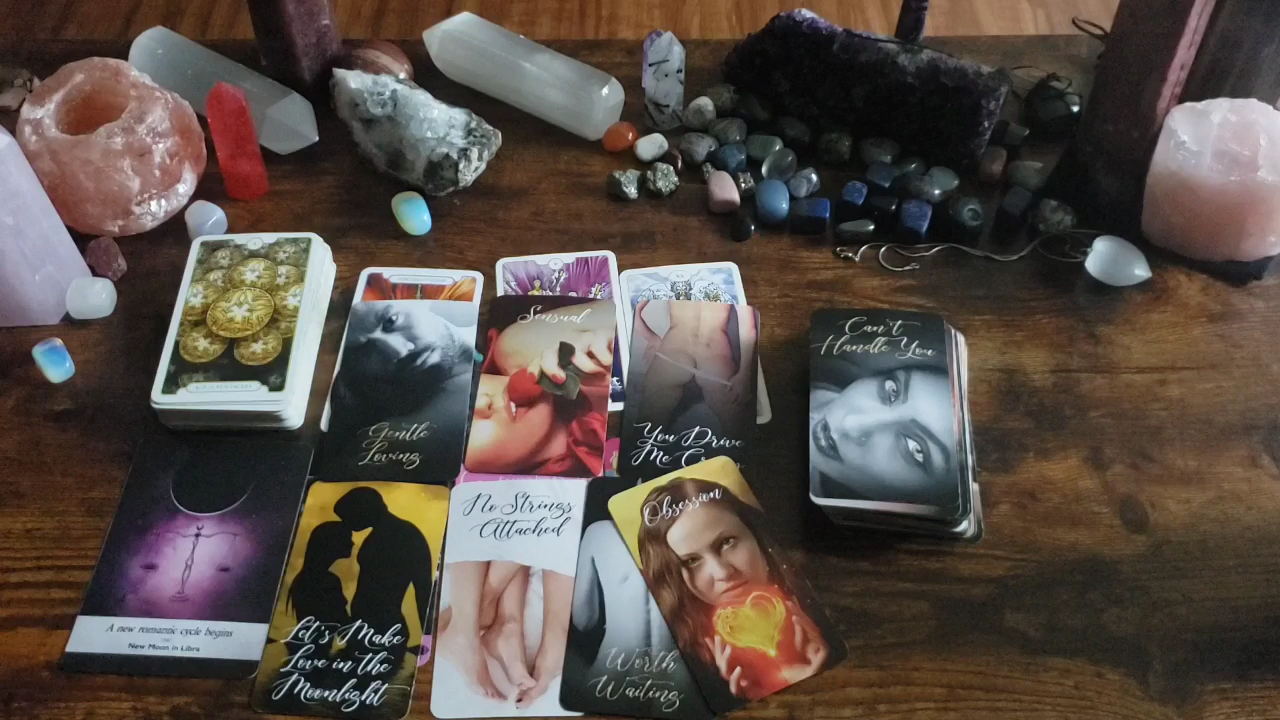 Sensual
Can't
Handle You
Gentle
Loving
You Drive
Me
No Strings
Attached
Obsession
A new romantic cycle begins
New Moon in Libra
Let's Make
Love in the
Moonlight
Worth
Waiting